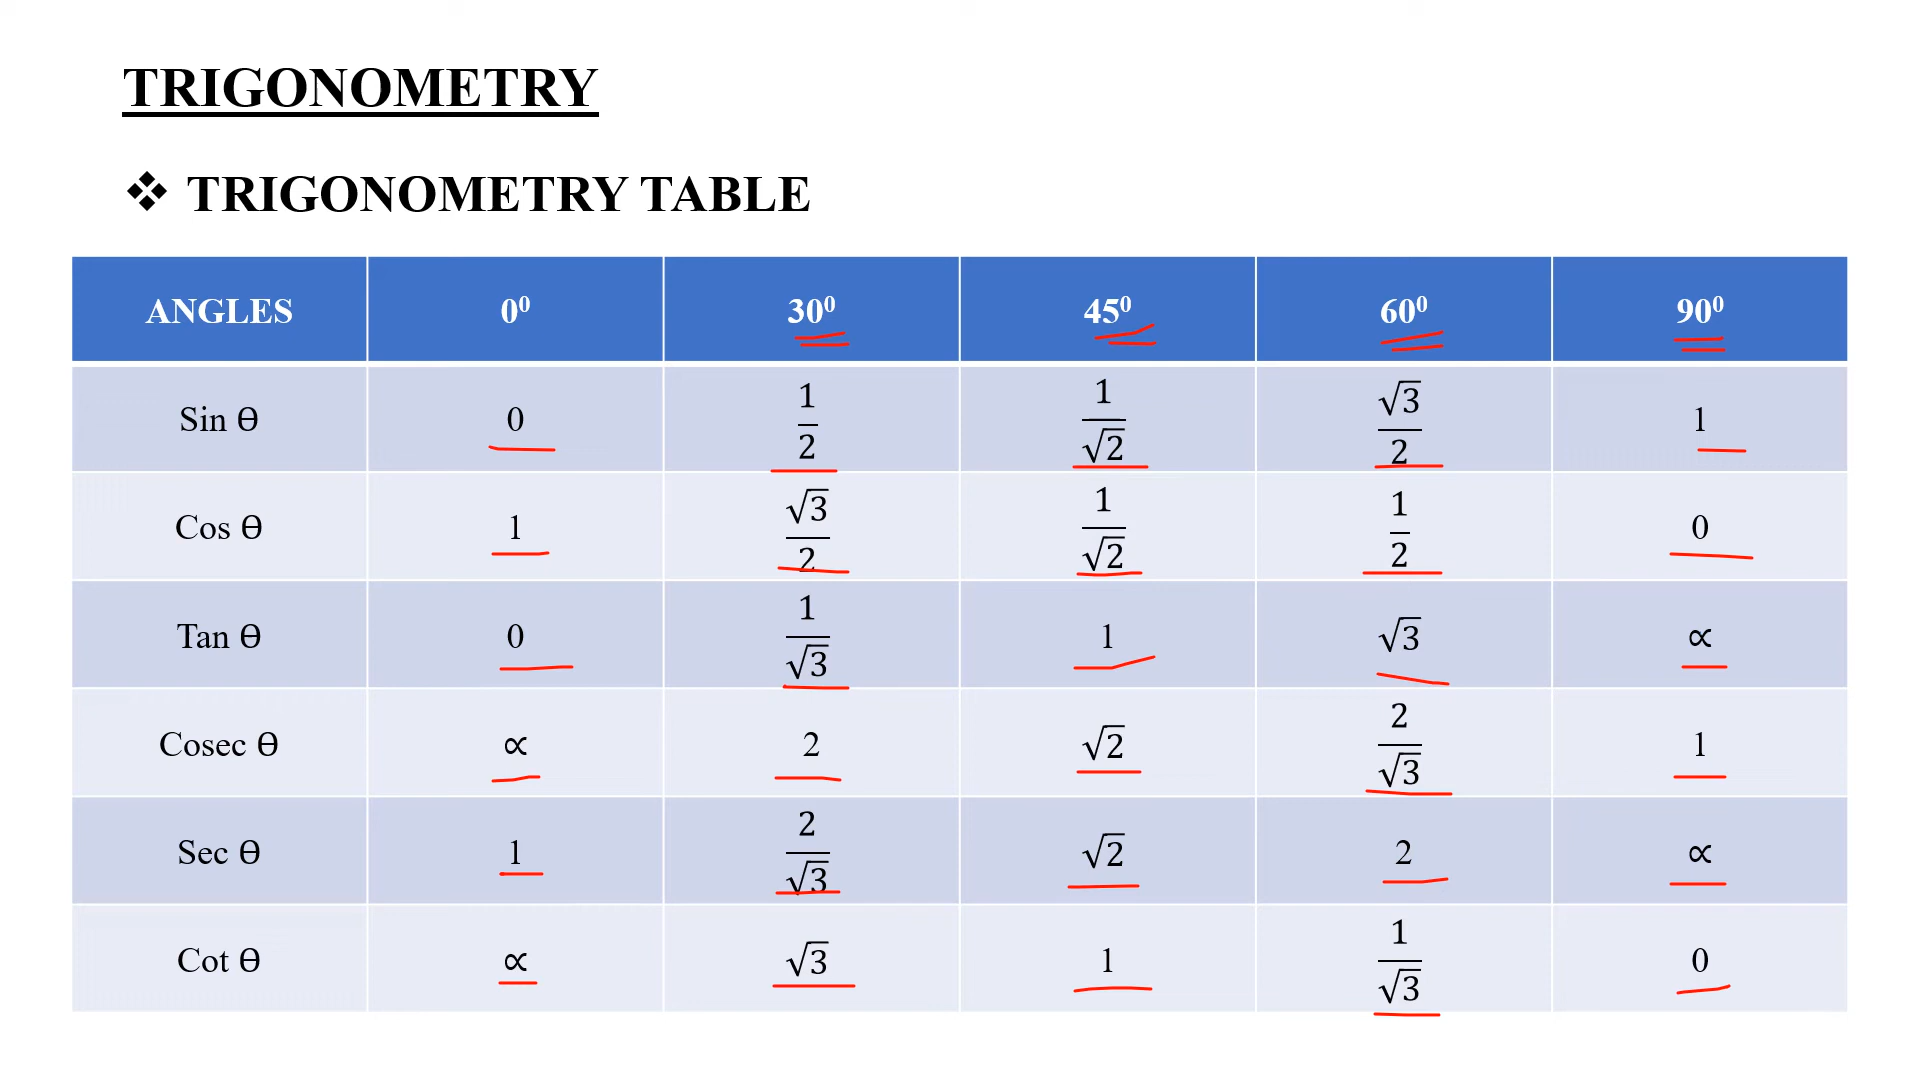 TRIGONOMETRY
❖ TRIGONOMETRY TABLE
ANGLES 0⁰ 30⁰ 45⁰ 60⁰ 90⁰
Sin Ɵ 0 1/2 1/√2 √3/2 1
Cos Ɵ 1 √3/2 1/√2 1/2 0
Tan Ɵ 0 1/√3 1 √3 ∝
Cosec Ɵ ∝ 2 √2 2/√3 1
Sec Ɵ 1 2/√3 √2 2 ∝
Cot Ɵ ∝ √3 1 1/√3 0